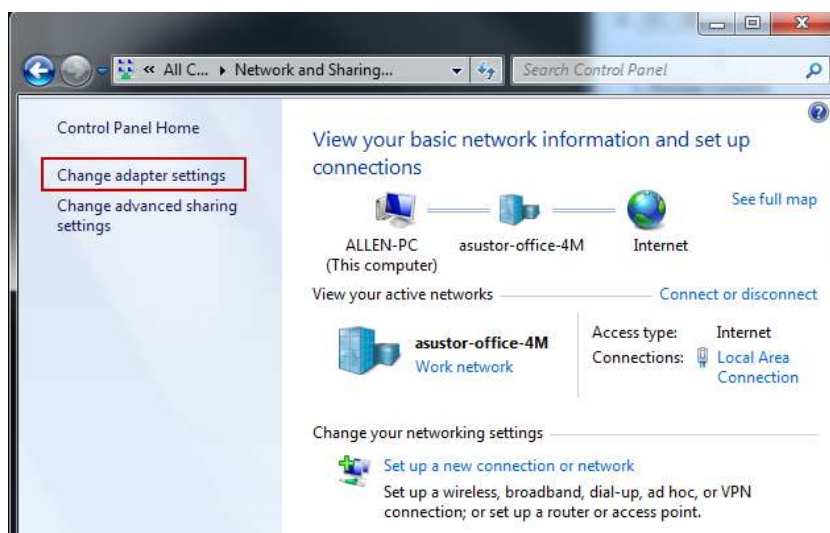 « All C... ▸ Network and Sharing...
Search Control Panel
Control Panel Home
Change adapter settings
Change advanced sharing
settings
View your basic network information and set up
connections
See full map
ALLEN-PC
(This computer)
asustor-office-4M
Internet
View your active networks
Connect or disconnect
asustor-office-4M
Work network
Access type: Internet
Connections: Local Area
Connection
Change your networking settings
Set up a new connection or network
Set up a wireless, broadband, dial-up, ad hoc, or VPN
connection; or set up a router or access point.